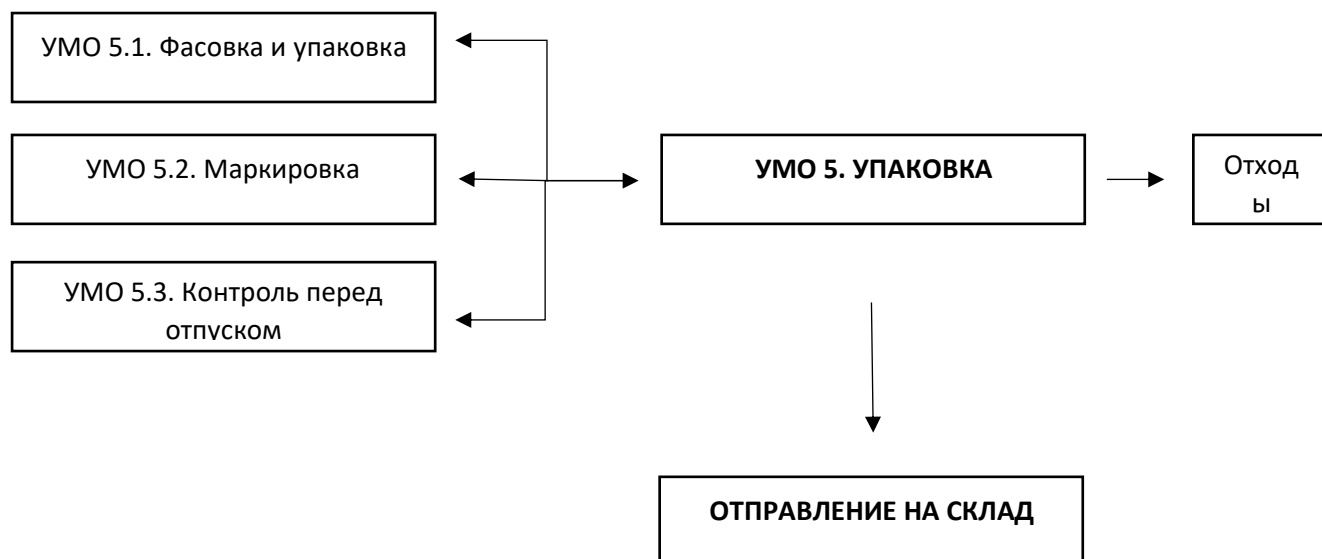 УМО 5.1. Фасовка и упаковка
УМО 5.2. Маркировка
УМО 5. УПАКОВКА
Отход
ы
УМО 5.3. Контроль перед
отпуском
ОТПРАВЛЕНИЕ НА СКЛАД